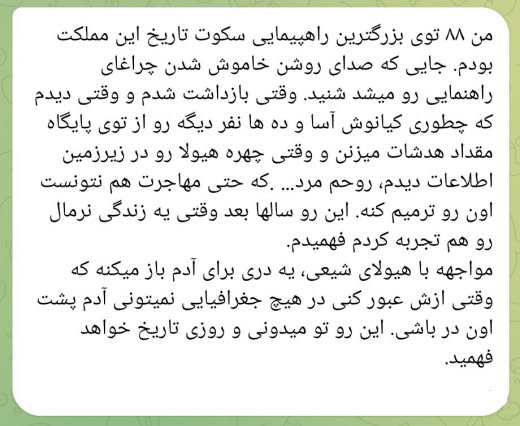 من ۸۸ توی بزرگترین راهپیمایی سکوت تاریخ این مملکت
بودم. جایی که صدای روشن خاموش شدن چراغای
راهنمایی رو میشد شنید. وقتی بازداشت شدم و وقتی دیدم
که چطوری کیانوش آسا و ده ها نفر دیگه رو از توی پایگاه
مقداد هدشات میزنن و وقتی چهره هیولا رو در زیرزمین
اطلاعات دیدم، روحم مرد... .که حتی مهاجرت هم نتونست
اون رو ترمیم کنه. این رو سالها بعد وقتی یه زندگی نرمال
رو هم تجربه کردم فهمیدم.
مواجهه با هیولای شیعی، یه دری برای آدم باز میکنه که
وقتی ازش عبور کنی در هیچ جغرافیایی نمیتونی آدم پشت
اون در باشی. این رو تو میدونی و روزی تاریخ خواهد
فهمید.